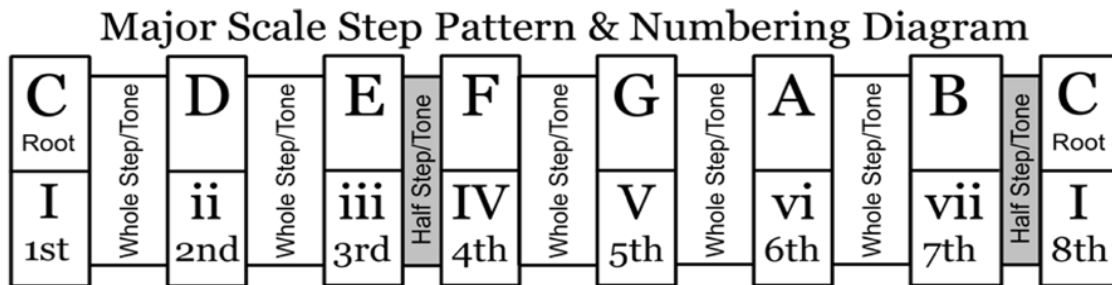 Major Scale Step Pattern & Numbering Diagram
C
Root
I
1st
Whole Step/Tone
D
ii
2nd
Whole Step/Tone
E
iii
3rd
Half Step/Tone
F
IV
4th
Whole Step/Tone
G
V
5th
Whole Step/Tone
A
vi
6th
Whole Step/Tone
B
vii
7th
Half Step/Tone
C
Root
I
8th